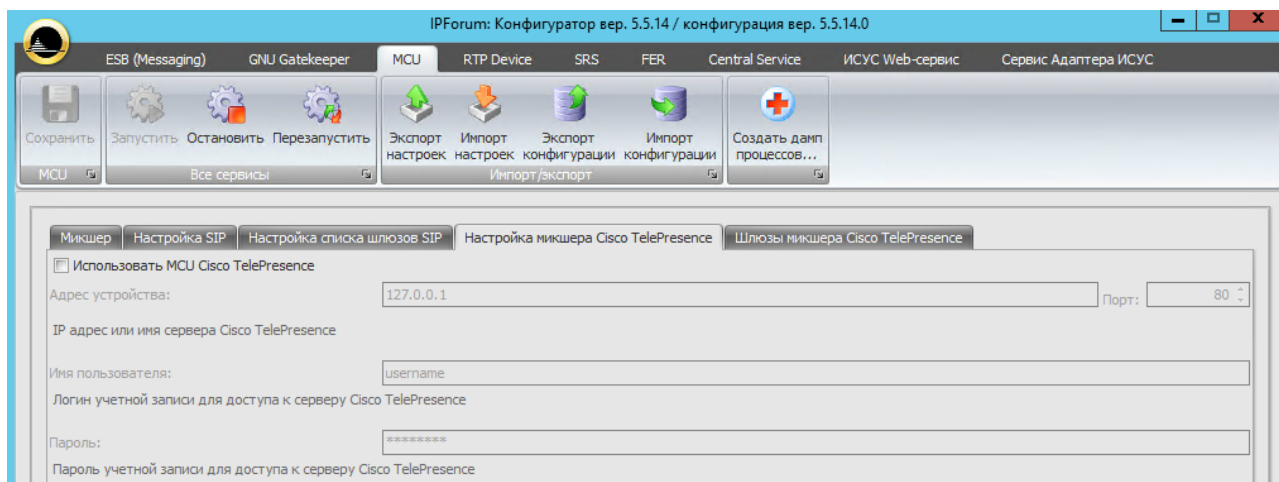 IPForum: Конфигуратор вер. 5.5.14 / конфигурация вер. 5.5.14.0
ESB (Messaging) GNU Gatekeeper MCU RTP Device SRS FER Central Service ИСУС Web-сервис Сервис Адаптера ИСУС
Сохранить Запустить Остановить Перезапустить Экспорт настроек Импорт настроек Экспорт конфигурации Импорт конфигурации Создать дамп процессов...
MCU Все сервисы Импорт/экспорт
Микшер Настройка SIP Настройка списка шлюзов SIP Настройка микшера Cisco TelePresence Шлюзы микшера Cisco TelePresence
Использовать MCU Cisco TelePresence
Адрес устройства: 127.0.0.1 Порт: 80
IP адрес или имя сервера Cisco TelePresence
Имя пользователя: username
Логин учетной записи для доступа к серверу Cisco TelePresence
Пароль: ********
Пароль учетной записи для доступа к серверу Cisco TelePresence